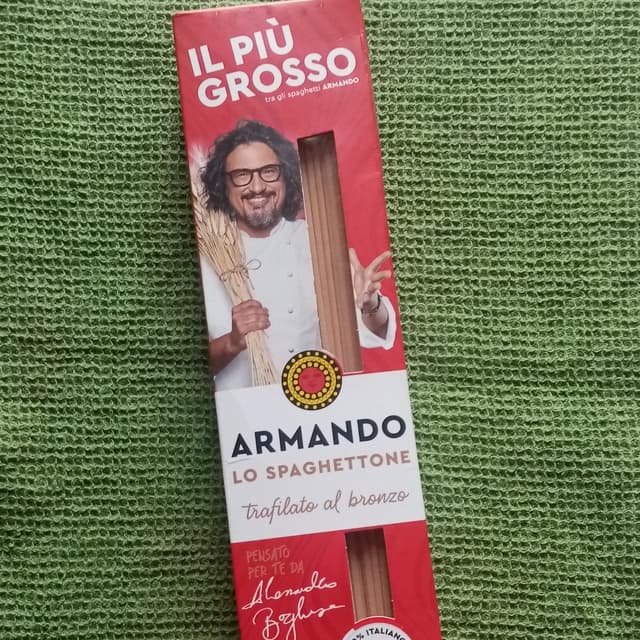 IL PIÙ
GROSSO
tra gli spaghetti ARMANDO
ARMANDO
LO SPAGHETTONE
trafilato al bronzo
PENSATO
PER TE DA
Alessandro
Borghese
% ITALIANO